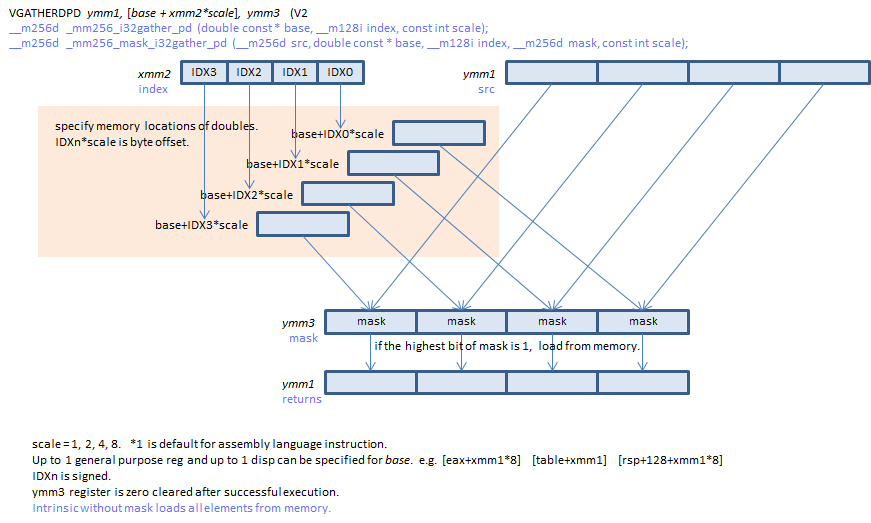 VGATHERDPD ymm1, [base + xmm2*scale], ymm3 (V2
__m256d _mm256_i32gather_pd (double const * base, __m128i index, const int scale);
__m256d _mm256_mask_i32gather_pd (__m256d src, double const * base, __m128i index, __m256d mask, const int scale);
xmm2 IDX3 IDX2 IDX1 IDX0 ymm1
index src
specify memory locations of doubles.
IDXn*scale is byte offset.
base+IDX0*scale
base+IDX1*scale
base+IDX2*scale
base+IDX3*scale
ymm3 mask mask mask mask
mask
if the highest bit of mask is 1, load from memory.
ymm1
returns
scale = 1, 2, 4, 8. *1 is default for assembly language instruction.
Up to 1 general purpose reg and up to 1 disp can be specified for base. e.g. [eax+xmm1*8] [table+xmm1] [rsp+128+xmm1*8]
IDXn is signed.
ymm3 register is zero cleared after successful execution.
Intrinsic without mask loads all elements from memory.